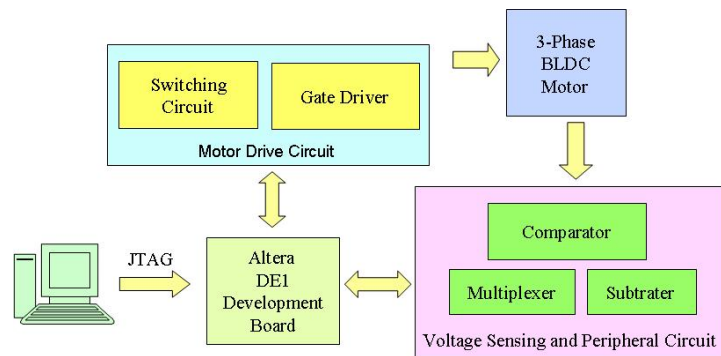 Switching
Circuit
Gate Driver
Motor Drive Circuit
3-Phase
BLDC
Motor
JTAG
Altera
DE1
Development
Board
Comparator
Multiplexer
Subtrater
Voltage Sensing and Peripheral Circuit